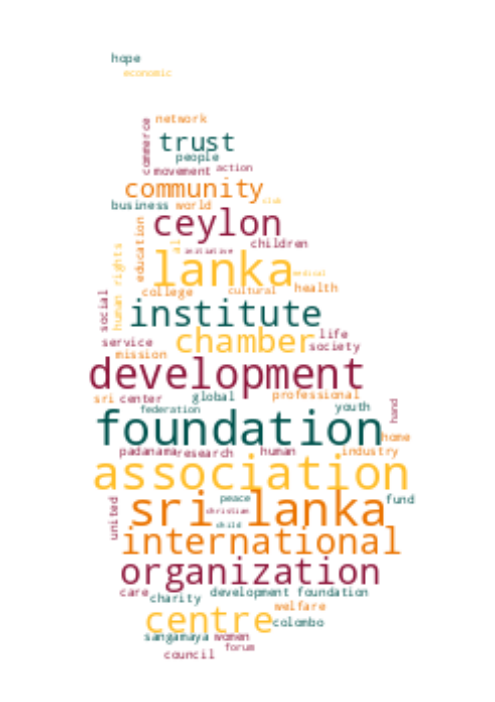 hope
economic
network
commerce
trust
people
movement action
community
club
business world
ceylon
education
al
children
initiative
human rights
lanka
medical
college cultural health
social
institute
chamber life
service society
mission
development
sri center global professional
federation youth
hand
foundation
home
padanama research human industry
association
peace fund
sri lanka
christian
united
child
international
organization
care charity development foundation
welfare
centre colombo
sangamaya women
forum
council